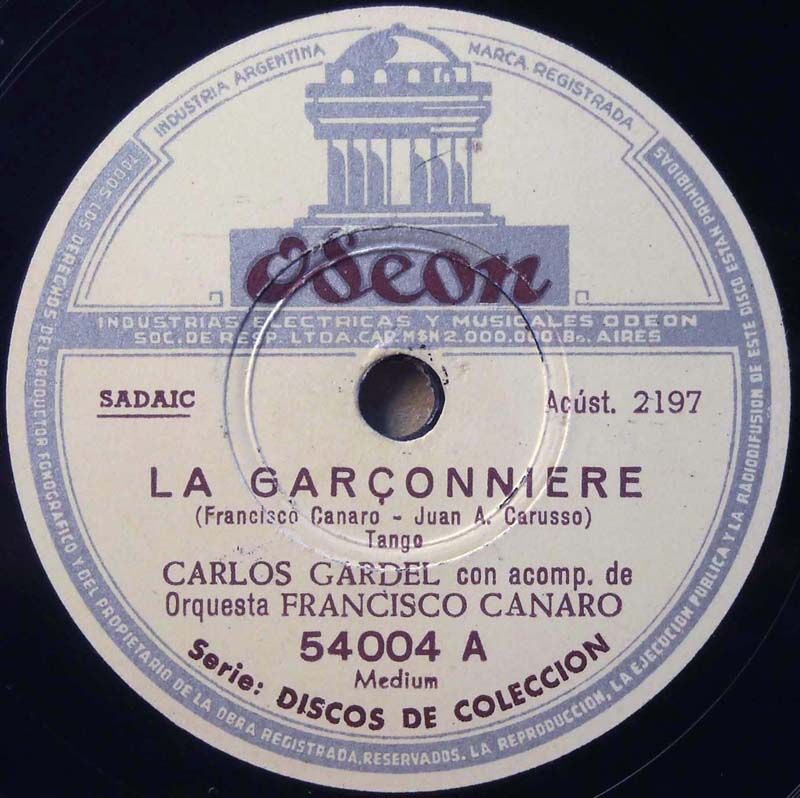 INDUSTRIA ARGENTINA
MARCA REGISTRADA
Odeon
INDUSTRIAS ELECTRICAS Y MUSICALES ODEON
SOC. DE RESP. LTDA. CAP. M$N 2.000.000 Bs. AIRES
SADAIC
Acúst. 2197
LA GARÇONNIERE
(Francisco Canaro - Juan A. Carusso)
Tango
CARLOS GARDEL con acomp. de
Orquesta FRANCISCO CANARO
54004 A
Medium
Serie: DISCOS DE COLECCION
TODOS LOS DERECHOS DEL PRODUCTOR FONOGRAFICO Y DEL PROPIETARIO DE LA OBRA REGISTRADA, RESERVADOS. LA REPRODUCCION, LA EJECUCION PUBLICA Y LA RADIODIFUSION DE ESTE DISCO ESTAN PROHIBIDAS